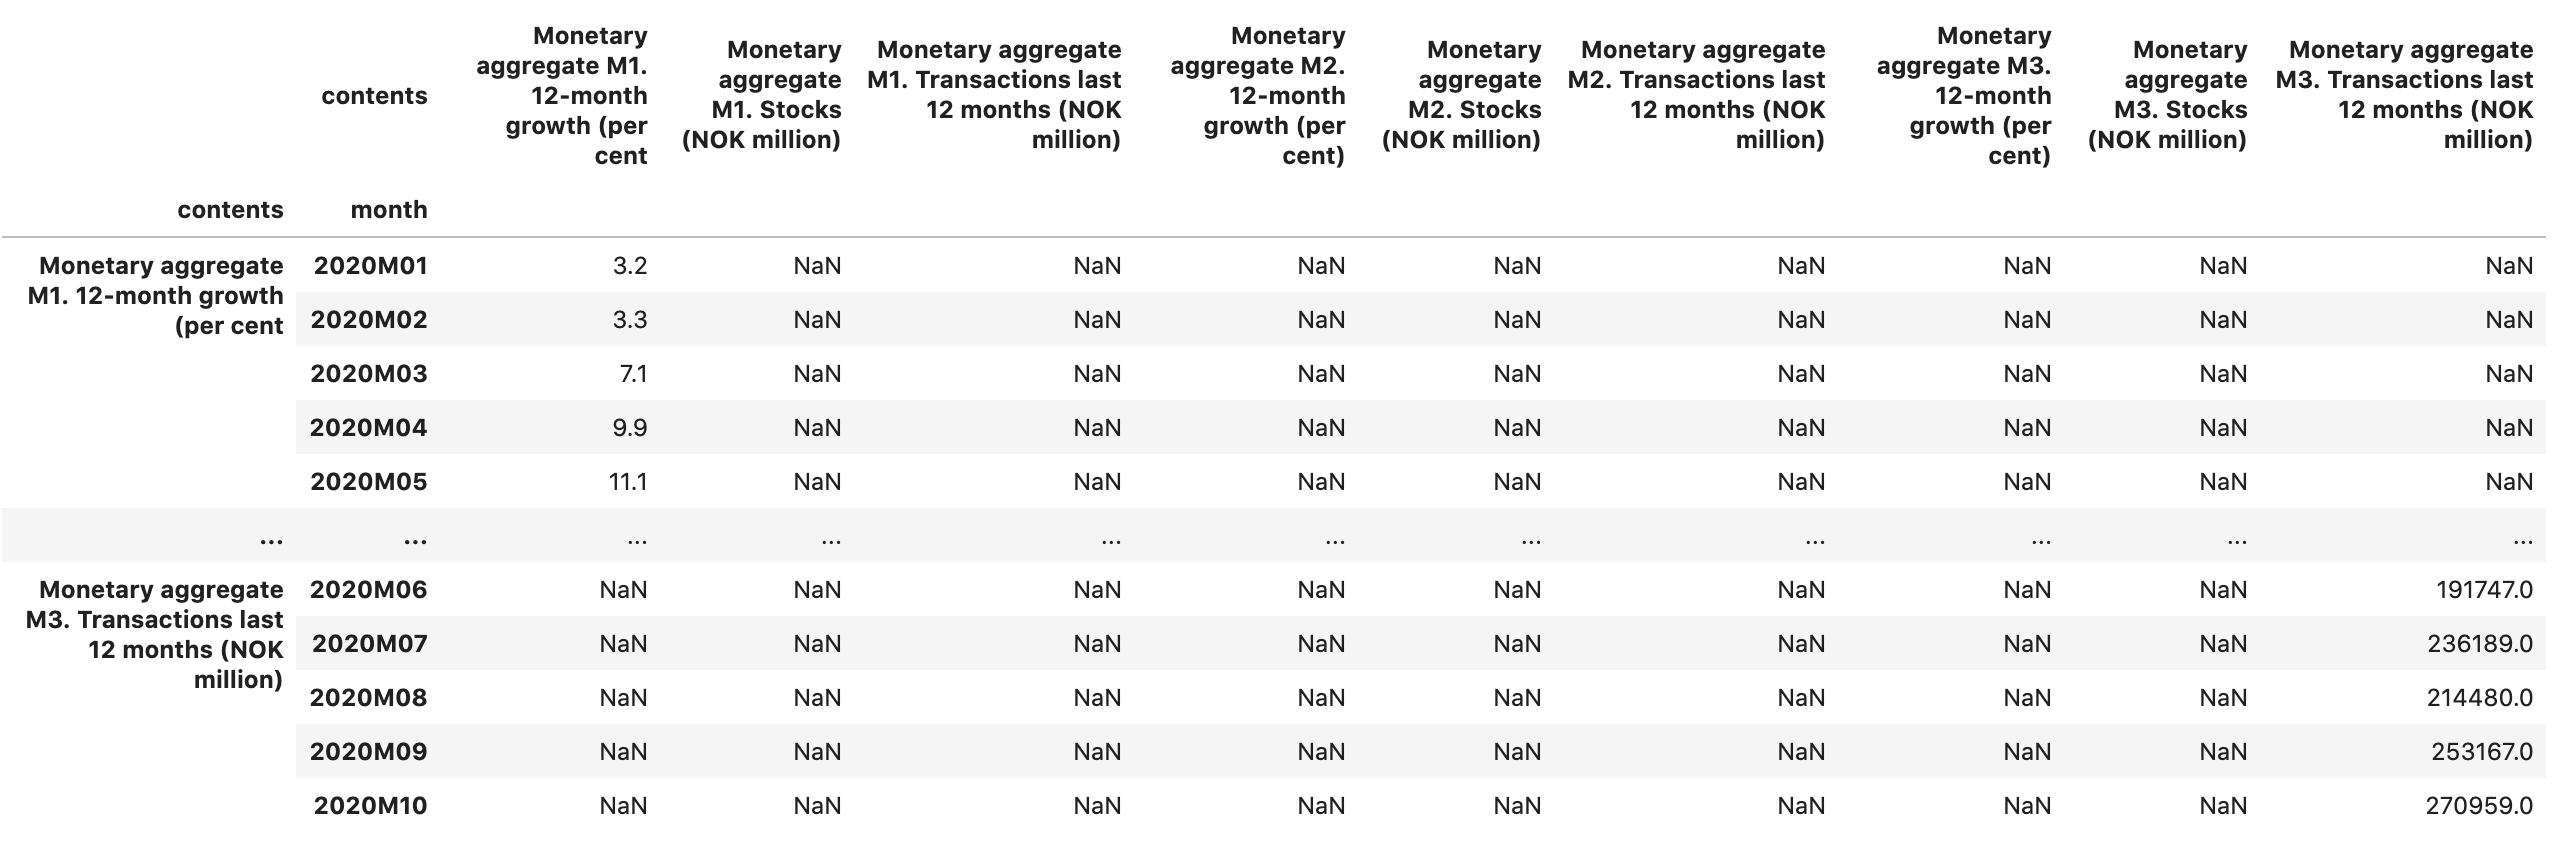 contents Monetary aggregate M1. 12-month growth (per cent Monetary aggregate M1. Stocks (NOK million) Monetary aggregate M1. Transactions last 12 months (NOK million) Monetary aggregate M2. 12-month growth (per cent) Monetary aggregate M2. Stocks (NOK million) Monetary aggregate M2. Transactions last 12 months (NOK million) Monetary aggregate M3. 12-month growth (per cent) Monetary aggregate M3. Stocks (NOK million) Monetary aggregate M3. Transactions last 12 months (NOK million)
contents month
Monetary aggregate M1. 12-month growth (per cent 2020M01 3.2 NaN NaN NaN NaN NaN NaN NaN NaN
2020M02 3.3 NaN NaN NaN NaN NaN NaN NaN NaN
2020M03 7.1 NaN NaN NaN NaN NaN NaN NaN NaN
2020M04 9.9 NaN NaN NaN NaN NaN NaN NaN NaN
2020M05 11.1 NaN NaN NaN NaN NaN NaN NaN NaN
... ... ... ... ... ... ... ... ... ... ...
Monetary aggregate M3. Transactions last 12 months (NOK million) 2020M06 NaN NaN NaN NaN NaN NaN NaN NaN 191747.0
2020M07 NaN NaN NaN NaN NaN NaN NaN NaN 236189.0
2020M08 NaN NaN NaN NaN NaN NaN NaN NaN 214480.0
2020M09 NaN NaN NaN NaN NaN NaN NaN NaN 253167.0
2020M10 NaN NaN NaN NaN NaN NaN NaN NaN 270959.0